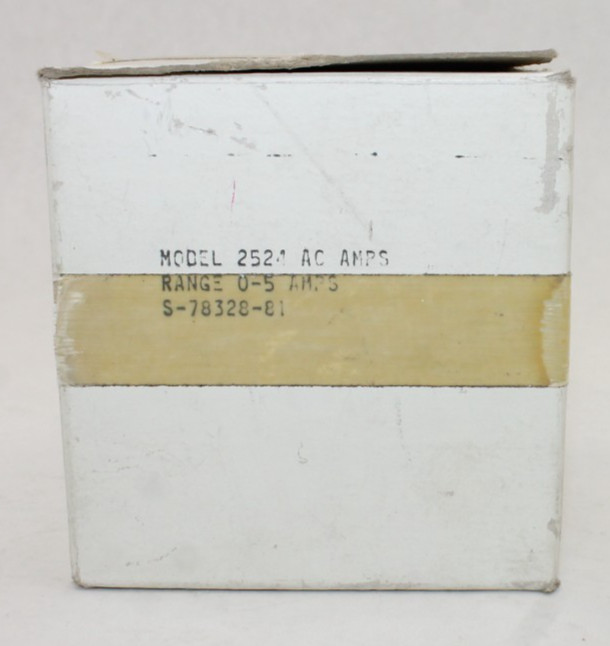 MODEL 2524 AC AMPS
RANGE 0-5 AMPS
S-78328-81